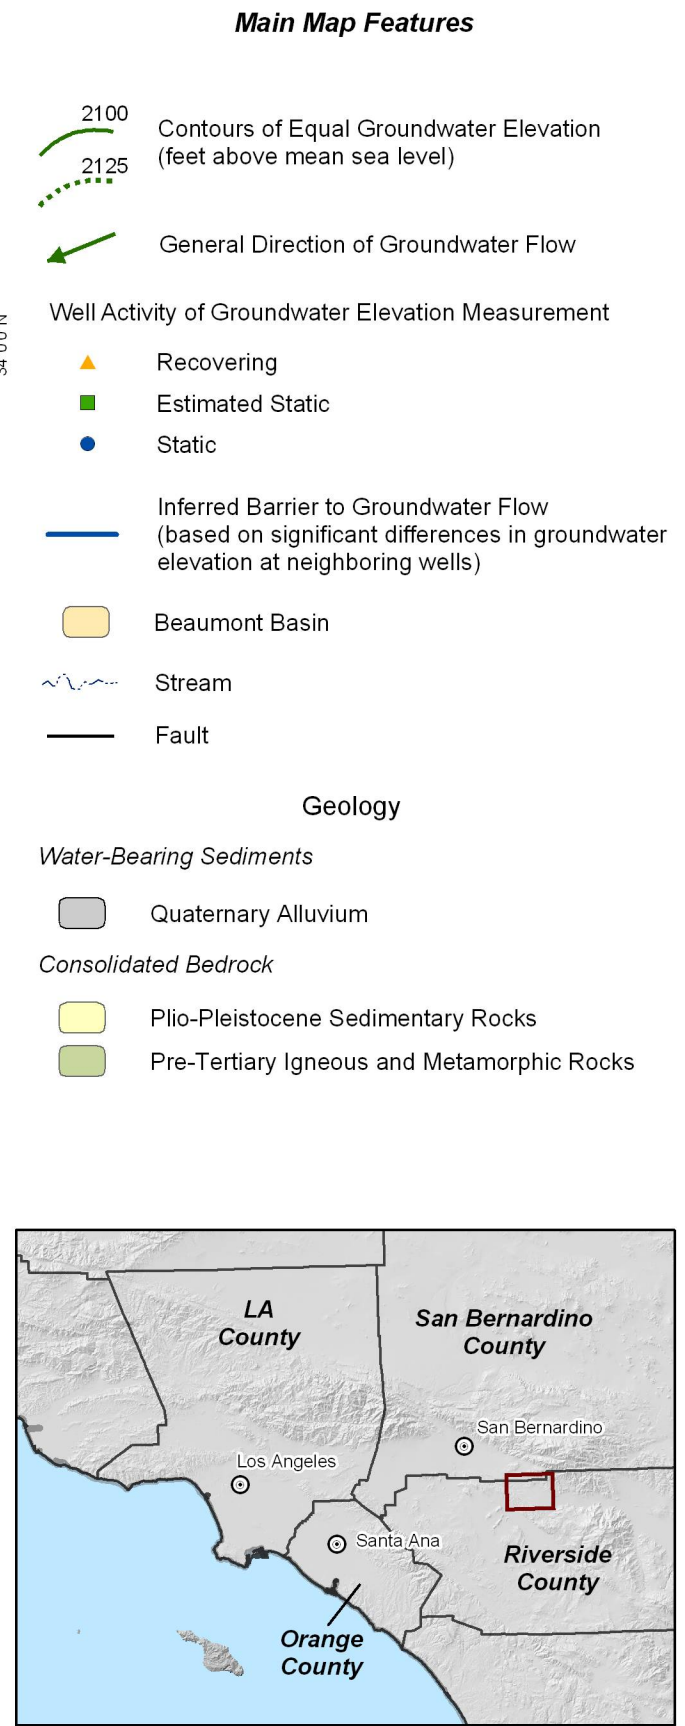 Main Map Features
2100
Contours of Equal Groundwater Elevation
(feet above mean sea level)
2125
General Direction of Groundwater Flow
Well Activity of Groundwater Elevation Measurement
Recovering
Estimated Static
Static
Inferred Barrier to Groundwater Flow
(based on significant differences in groundwater
elevation at neighboring wells)
Beaumont Basin
Stream
Fault
Geology
Water-Bearing Sediments
Quaternary Alluvium
Consolidated Bedrock
Plio-Pleistocene Sedimentary Rocks
Pre-Tertiary Igneous and Metamorphic Rocks
LA
County
San Bernardino
County
San Bernardino
Los Angeles
Santa Ana
Riverside
County
Orange
County